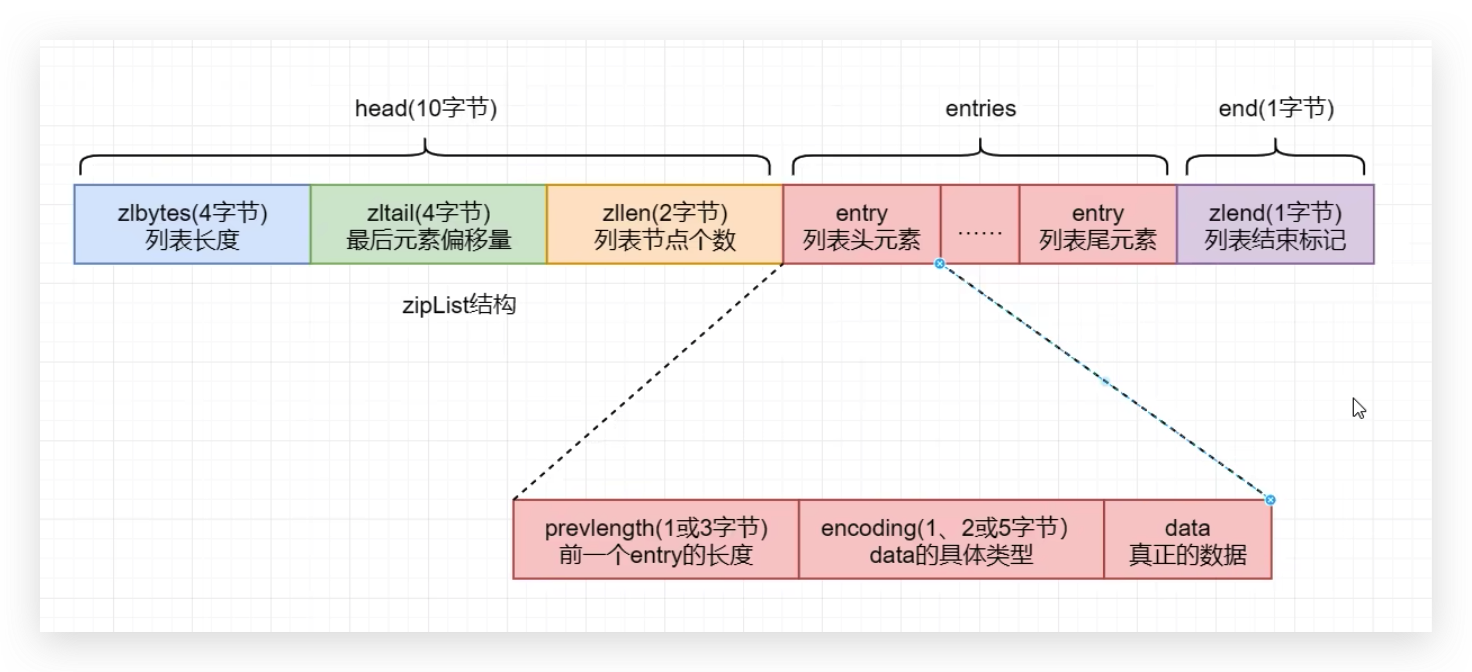 head(10字节)
entries
end(1字节)
zlbytes(4字节)
列表长度
zltail(4字节)
最后元素偏移量
zllen(2字节)
列表节点个数
entry
列表头元素
……
entry
列表尾元素
zlend(1字节)
列表结束标记
zipList结构
prevlength(1或3字节)
前一个entry的长度
encoding(1、2或5字节）
data的具体类型
data
真正的数据